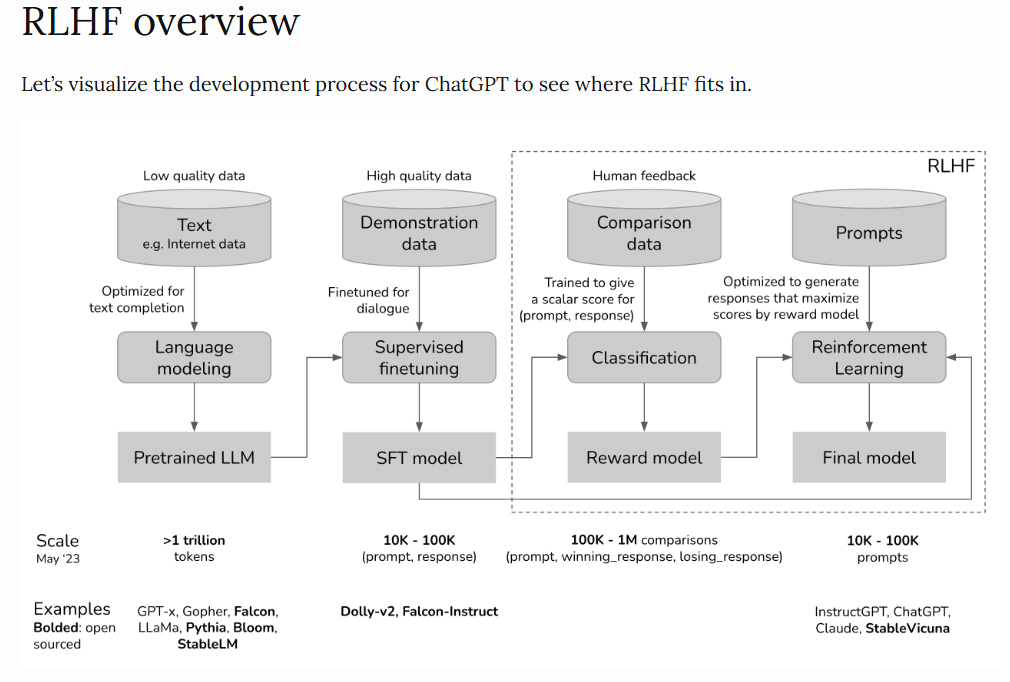 RLHF overview
Let’s visualize the development process for ChatGPT to see where RLHF fits in.
RLHF
Low quality data
High quality data
Human feedback
Text
e.g. Internet data
Demonstration
data
Comparison
data
Prompts
Optimized for
text completion
Finetuned for
dialogue
Trained to give
a scalar score for
(prompt, response)
Optimized to generate
responses that maximize
scores by reward model
Language
modeling
Supervised
finetuning
Classification
Reinforcement
Learning
Pretrained LLM
SFT model
Reward model
Final model
Scale
May ‘23
>1 trillion
tokens
10K - 100K
(prompt, response)
100K - 1M comparisons
(prompt, winning_response, losing_response)
10K - 100K
prompts
Examples
Bolded: open
sourced
GPT-x, Gopher, Falcon,
LLaMa, Pythia, Bloom,
StableLM
Dolly-v2, Falcon-Instruct
InstructGPT, ChatGPT,
Claude, StableVicuna